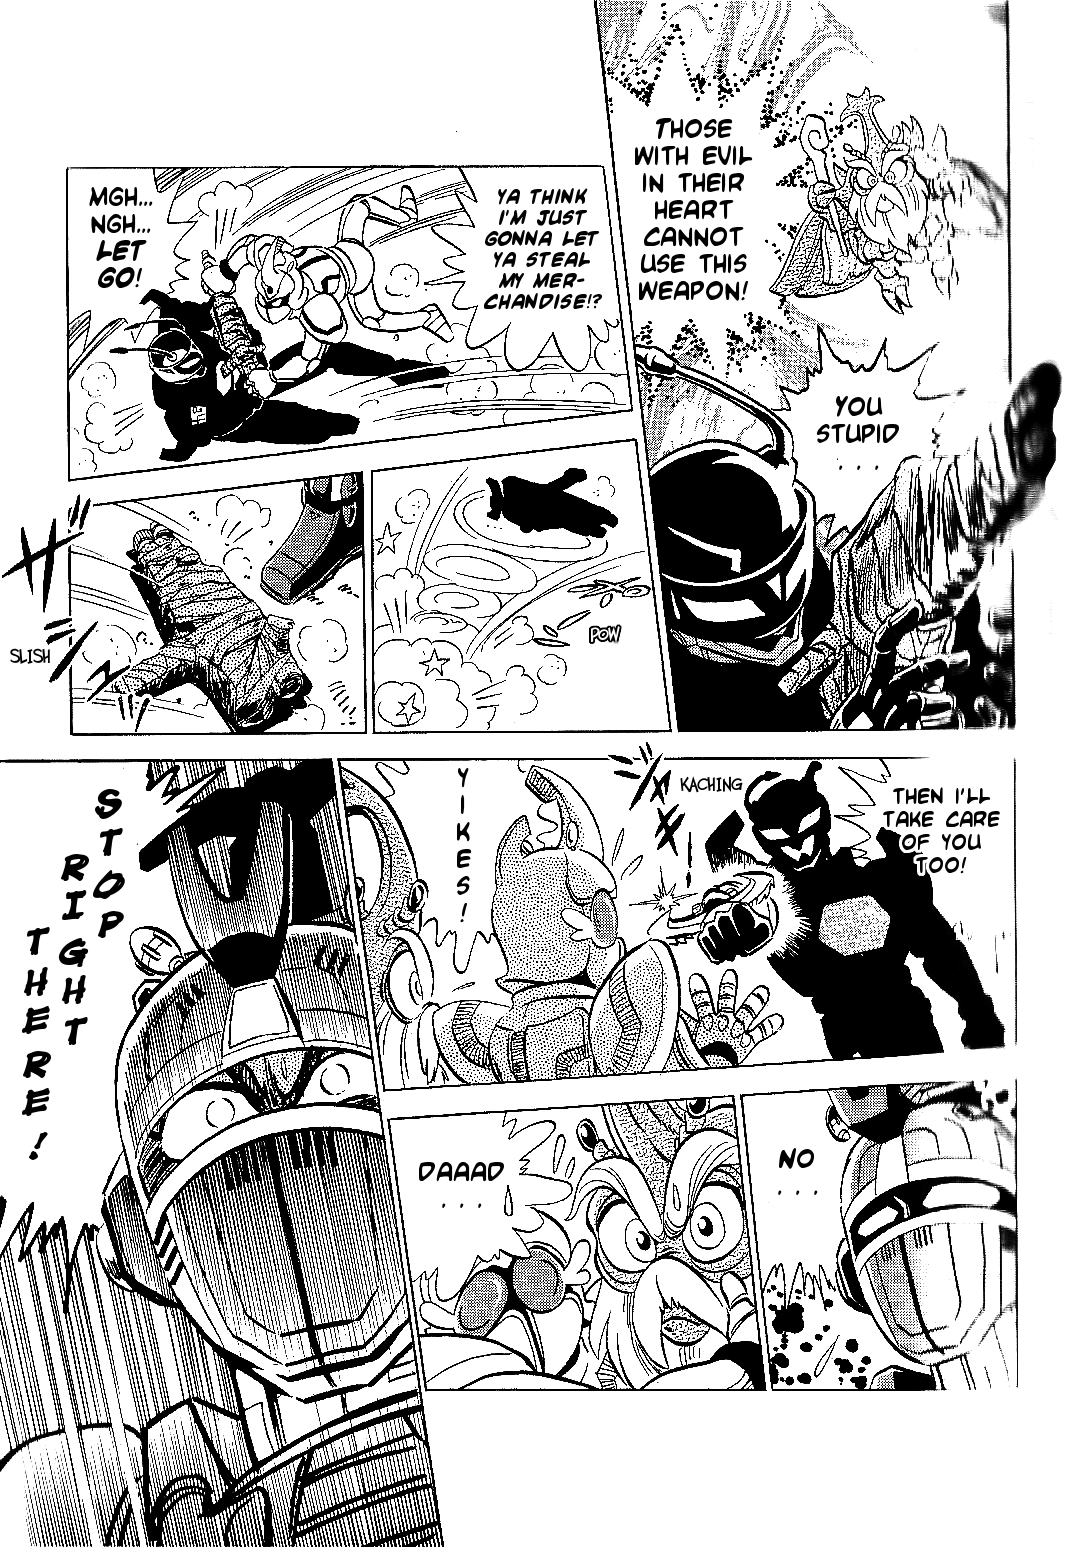 THOSE
WITH EVIL
IN THEIR
HEART
CANNOT
USE THIS
WEAPON!
YOU
STUPID
. . .
YA THINK
I'M JUST
GONNA LET
YA STEAL
MY MER-
CHANDISE!?
MGH...
NGH...
LET
GO!
POW
SLISH
THEN I'LL
TAKE CARE
OF YOU
TOO!
KACHING
YIKES!
NO
. . .
DAAAD
. . .
STOP
RIGHT
THERE!